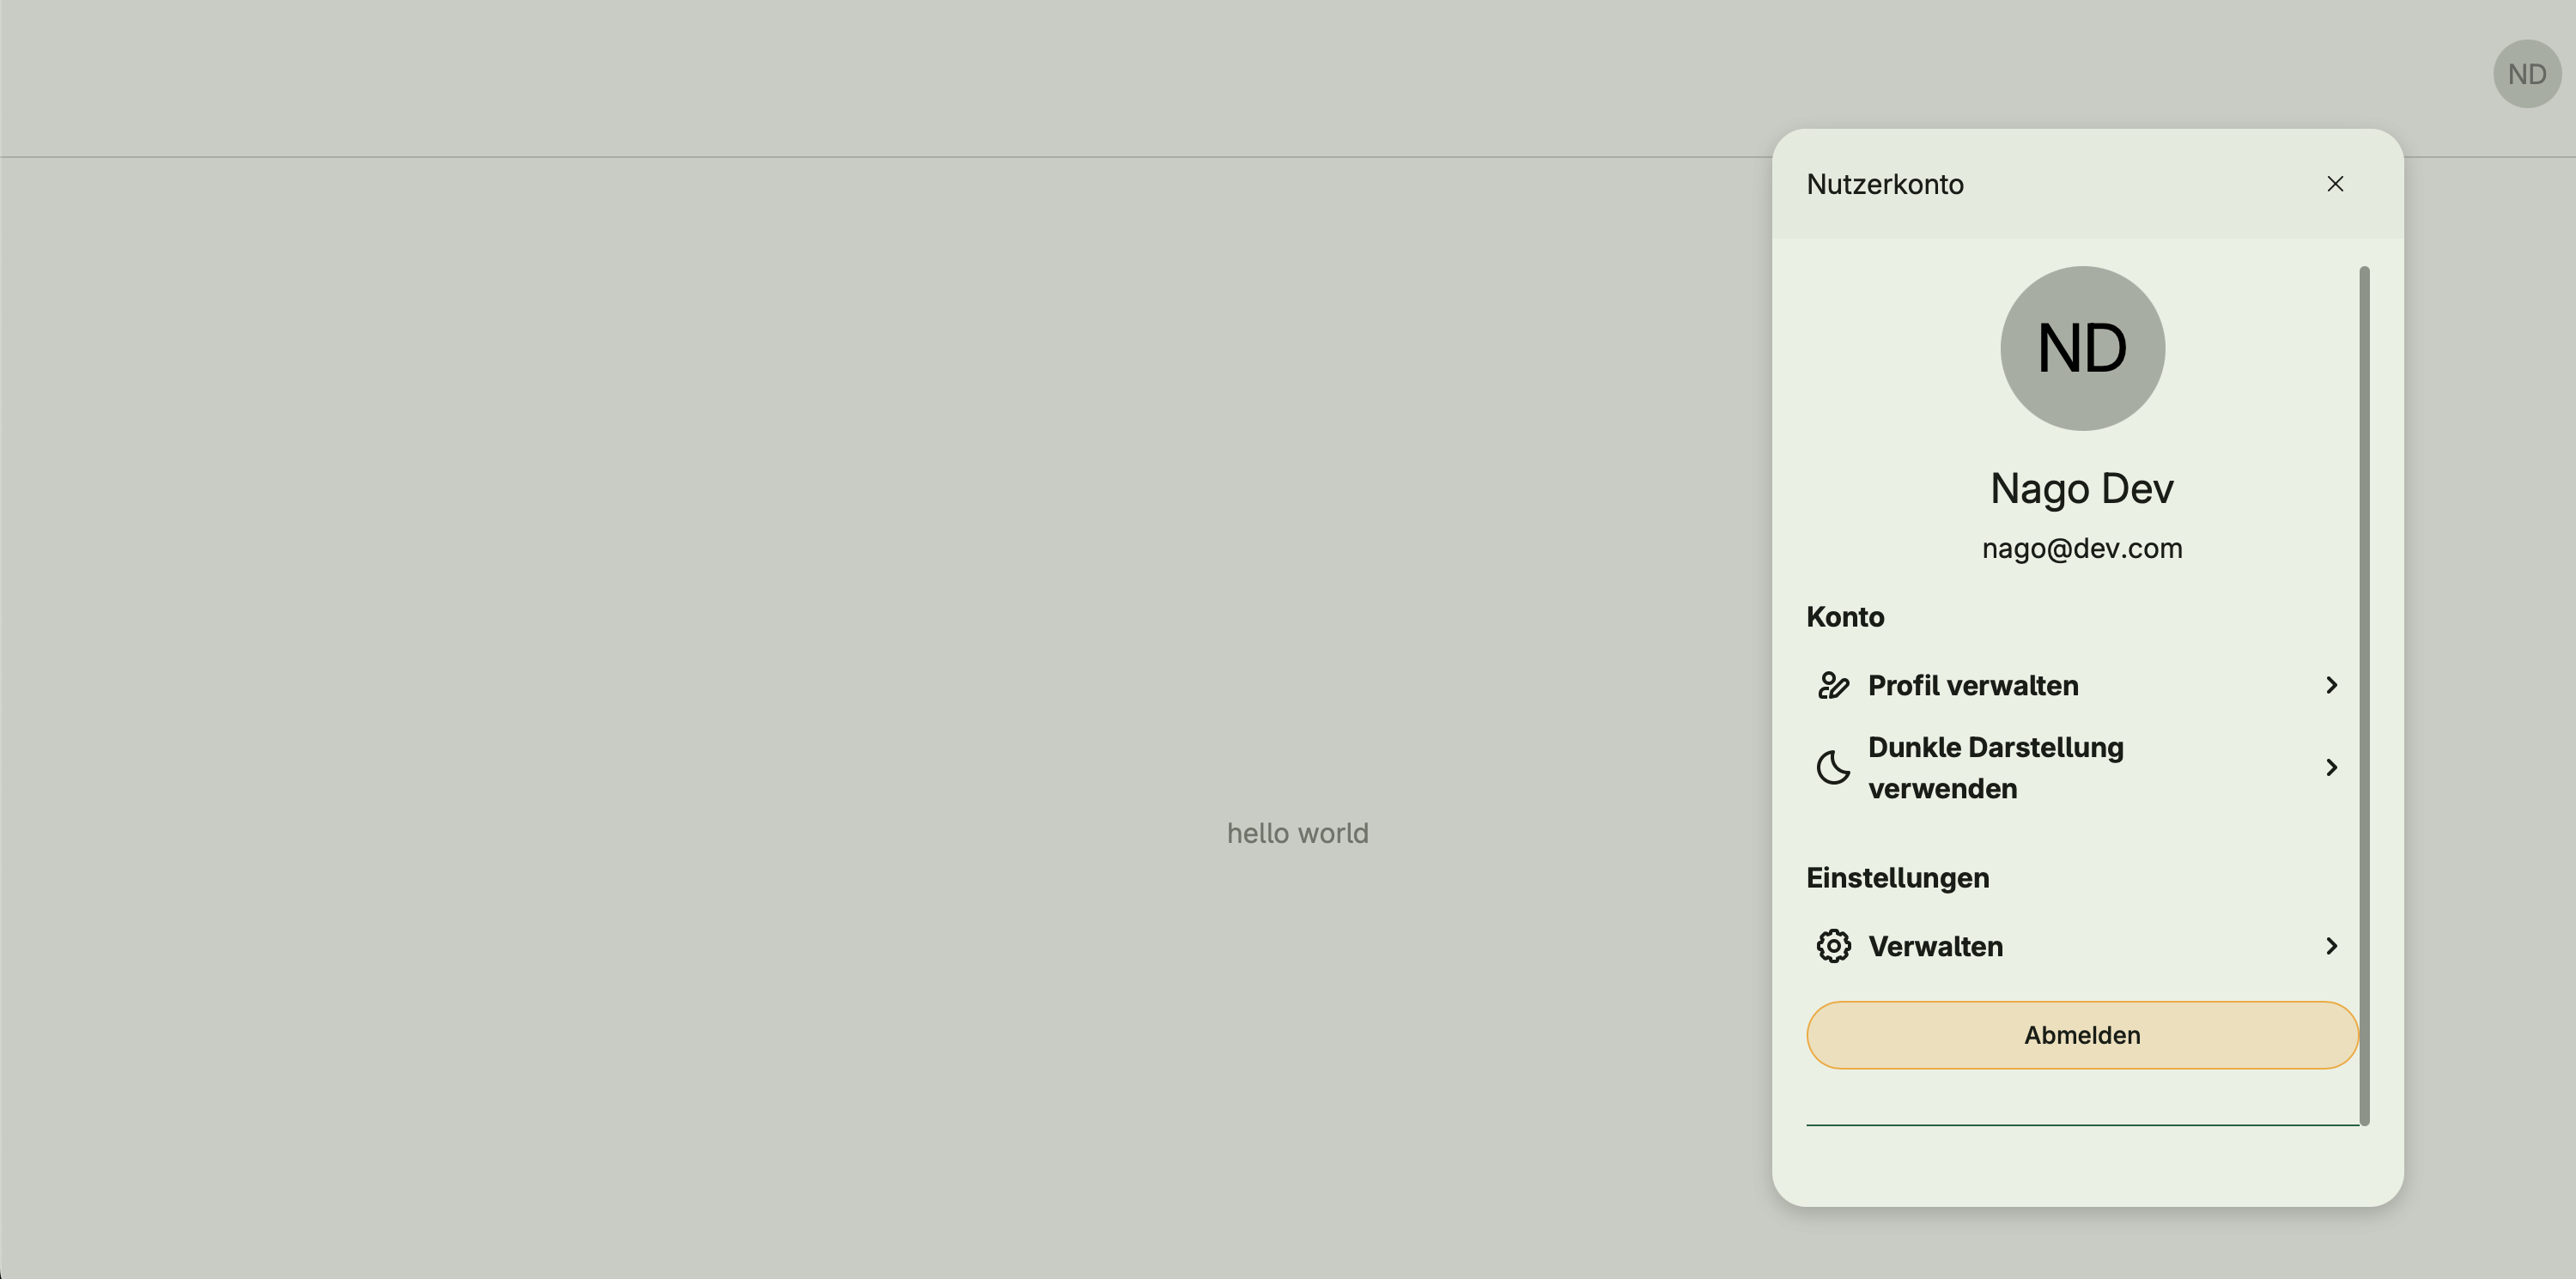 ND
Nutzerkonto
ND
Nago Dev
nago@dev.com
Konto
Profil verwalten
Dunkle Darstellung
verwenden
hello world
Einstellungen
Verwalten
Abmelden